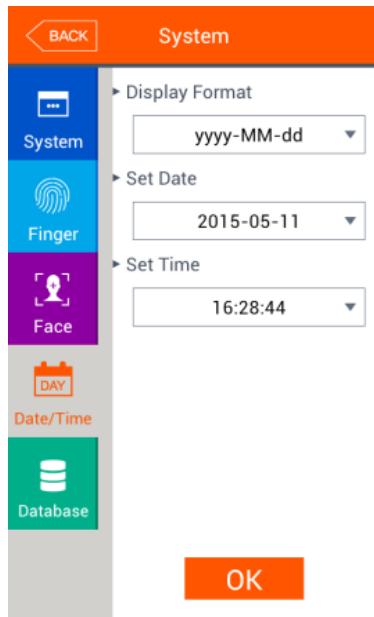 BACK
System
System
Finger
Face
DAY
Date/Time
Database
Display Format
yyyy-MM-dd
Set Date
2015-05-11
Set Time
16:28:44
OK